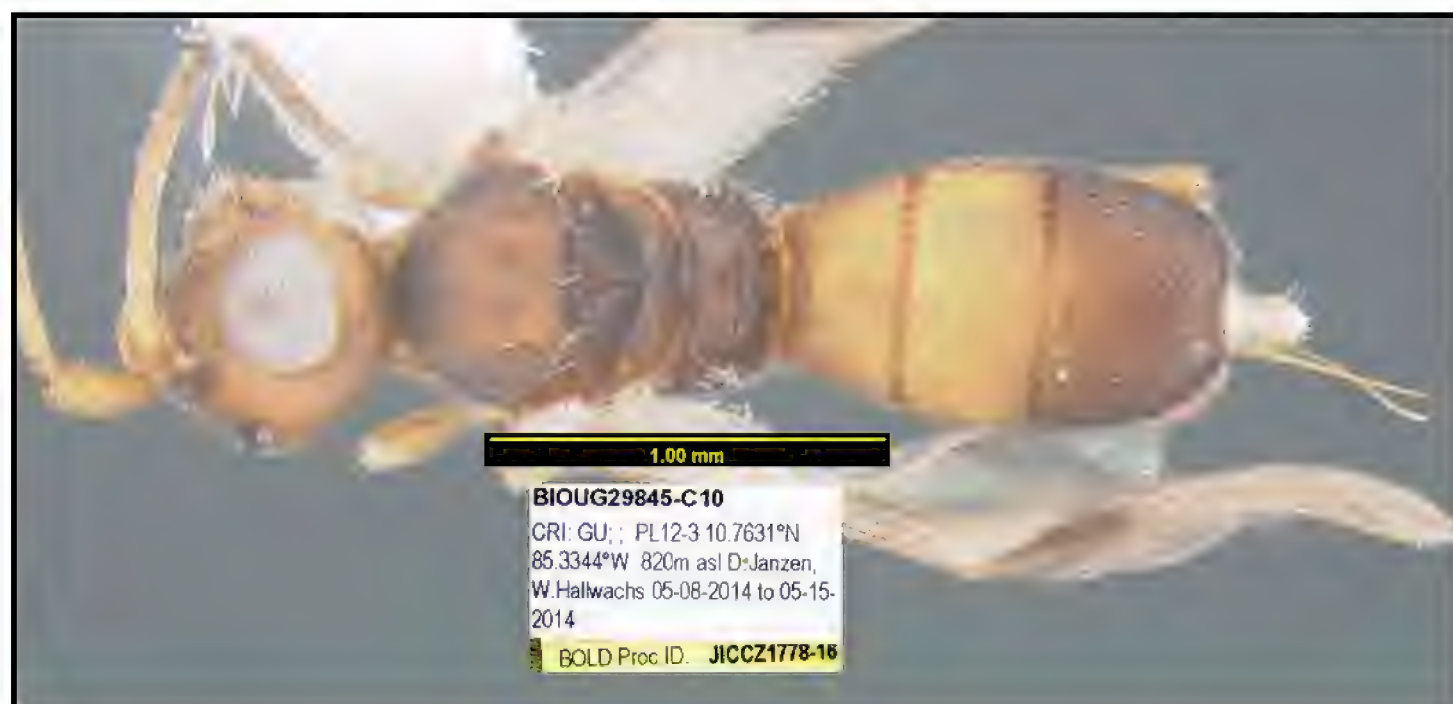 1.00 mm
BIOUG29845-C10
CRI: GU; ; PL12-3 10.7631°N
85.3344°W 820m asl D.Janzen,
W.Hallwachs 05-08-2014 to 05-15-
2014
BOLD Proc ID. JICCZ1778-16